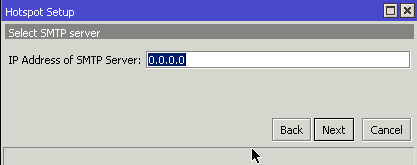 Hotspot Setup
Select SMTP server
IP Address of SMTP Server: 0.0.0.0
Back Next Cancel